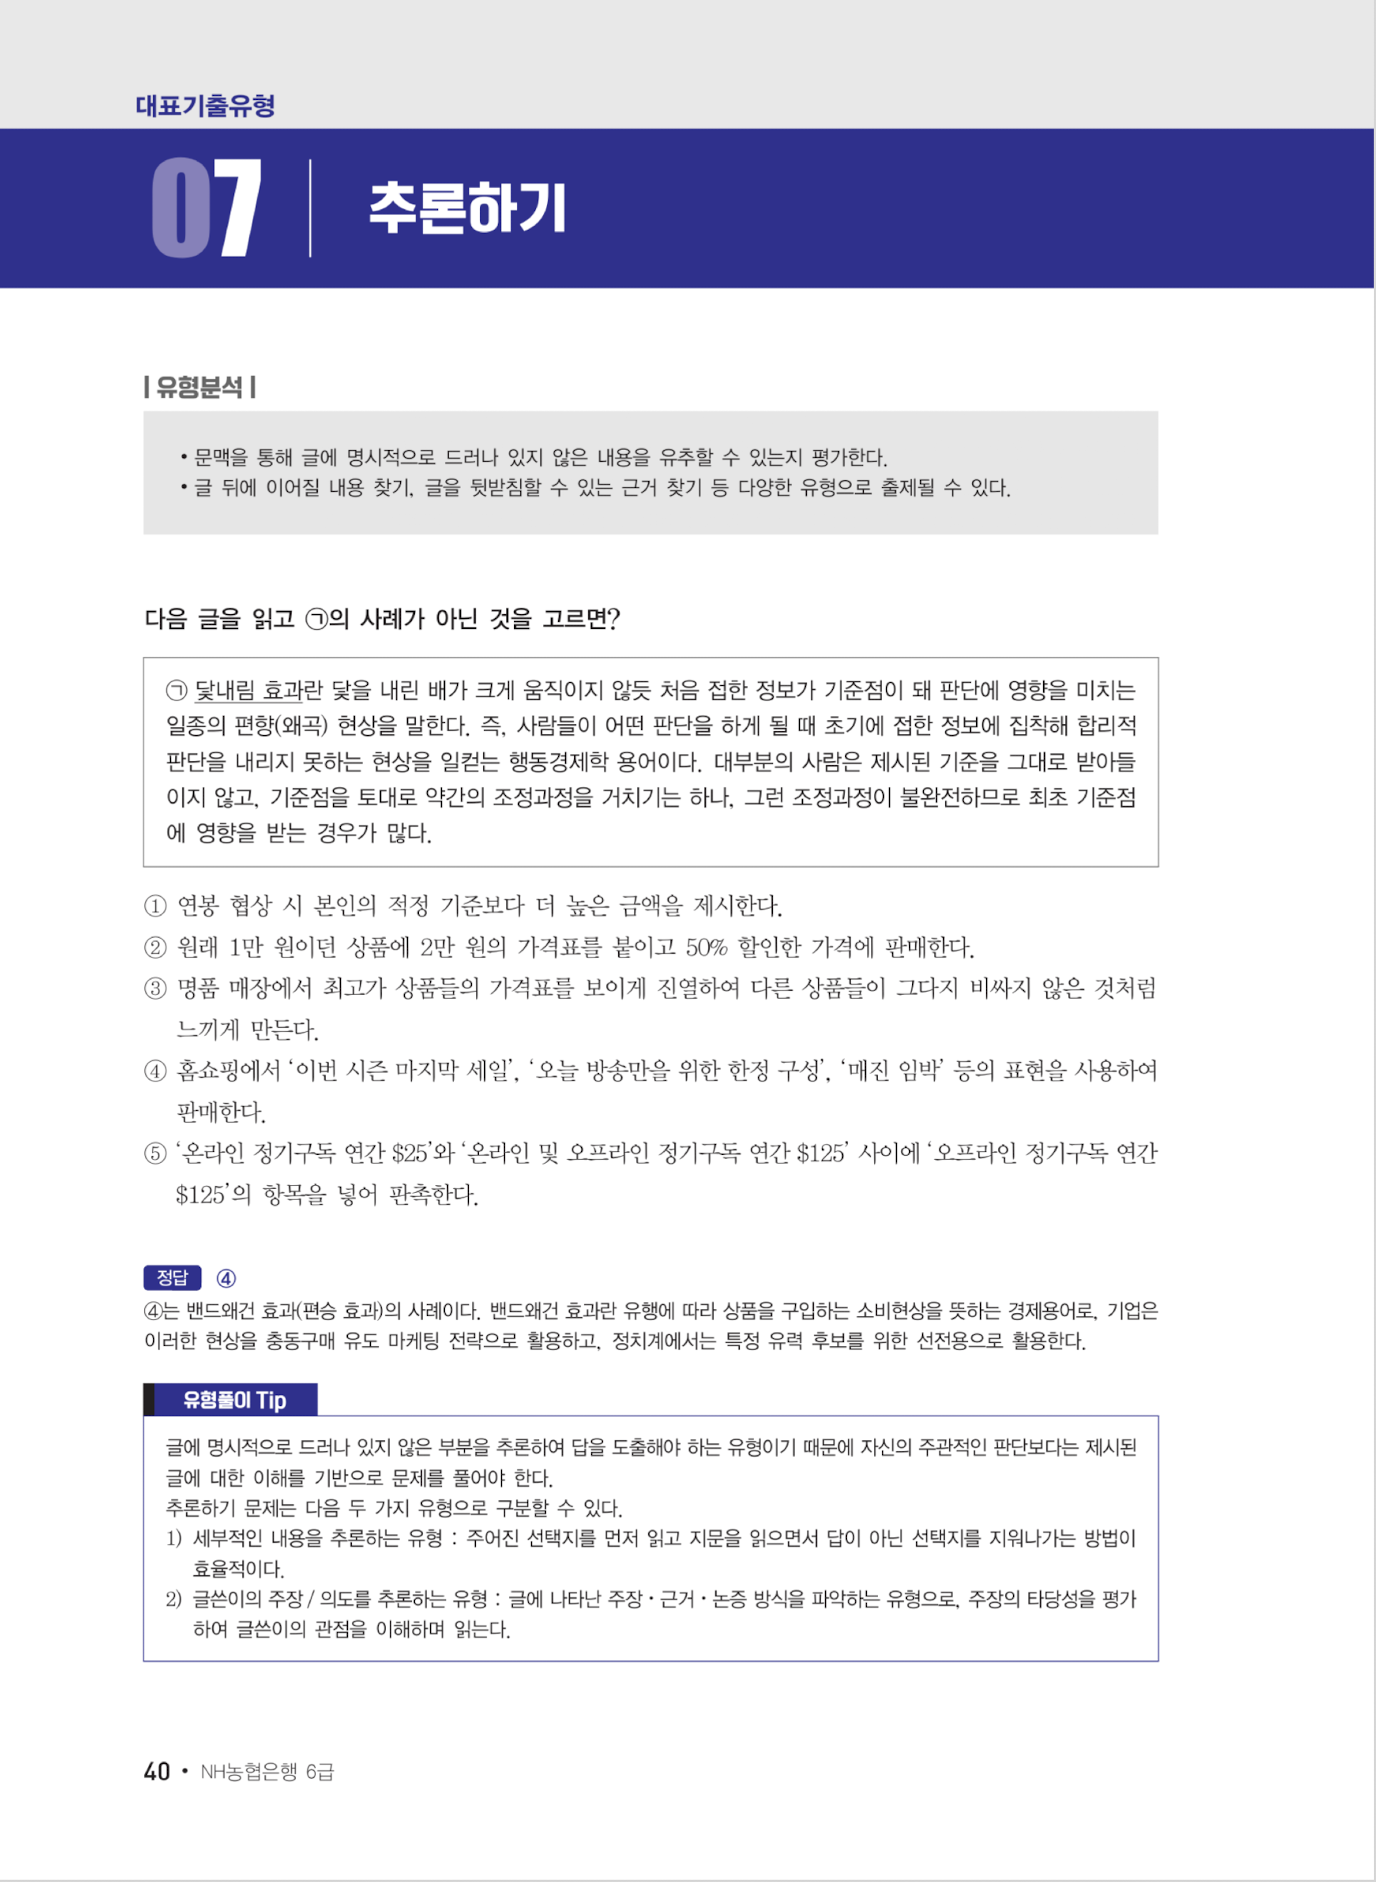 대표기출유형
07 추론하기
| 유형분석 |
• 문맥을 통해 글에 명시적으로 드러나 있지 않은 내용을 유추할 수 있는지 평가한다.
• 글 뒤에 이어질 내용 찾기, 글을 뒷받침할 수 있는 근거 찾기 등 다양한 유형으로 출제될 수 있다.
다음 글을 읽고 ㉠의 사례가 아닌 것을 고르면?
㉠ 닻내림 효과란 닻을 내린 배가 크게 움직이지 않듯 처음 접한 정보가 기준점이 돼 판단에 영향을 미치는
일종의 편향(왜곡) 현상을 말한다. 즉, 사람들이 어떤 판단을 하게 될 때 초기에 접한 정보에 집착해 합리적
판단을 내리지 못하는 현상을 일컫는 행동경제학 용어이다. 대부분의 사람은 제시된 기준을 그대로 받아들
이지 않고, 기준점을 토대로 약간의 조정과정을 거치기는 하나, 그런 조정과정이 불완전하므로 최초 기준점
에 영향을 받는 경우가 많다.
① 연봉 협상 시 본인의 적정 기준보다 더 높은 금액을 제시한다.
② 원래 1만 원이던 상품에 2만 원의 가격표를 붙이고 50% 할인한 가격에 판매한다.
③ 명품 매장에서 최고가 상품들의 가격표를 보이게 진열하여 다른 상품들이 그다지 비싸지 않은 것처럼
느끼게 만든다.
④ 홈쇼핑에서 ‘이번 시즌 마지막 세일’, ‘오늘 방송만을 위한 한정 구성’, ‘매진 임박’ 등의 표현을 사용하여
판매한다.
⑤ ‘온라인 정기구독 연간 $25’와 ‘온라인 및 오프라인 정기구독 연간 $125’ 사이에 ‘오프라인 정기구독 연간
$125’의 항목을 넣어 판촉한다.
정답 ④
④는 밴드왜건 효과(편승 효과)의 사례이다. 밴드왜건 효과란 유행에 따라 상품을 구입하는 소비현상을 뜻하는 경제용어로, 기업은
이러한 현상을 충동구매 유도 마케팅 전략으로 활용하고, 정치계에서는 특정 유력 후보를 위한 선전용으로 활용한다.
유형풀이 Tip
글에 명시적으로 드러나 있지 않은 부분을 추론하여 답을 도출해야 하는 유형이기 때문에 자신의 주관적인 판단보다는 제시된
글에 대한 이해를 기반으로 문제를 풀어야 한다.
추론하기 문제는 다음 두 가지 유형으로 구분할 수 있다.
1) 세부적인 내용을 추론하는 유형 : 주어진 선택지를 먼저 읽고 지문을 읽으면서 답이 아닌 선택지를 지워나가는 방법이
효율적이다.
2) 글쓴이의 주장 / 의도를 추론하는 유형 : 글에 나타난 주장・근거・논증 방식을 파악하는 유형으로, 주장의 타당성을 평가
하여 글쓴이의 관점을 이해하며 읽는다.
40 • NH농협은행 6급